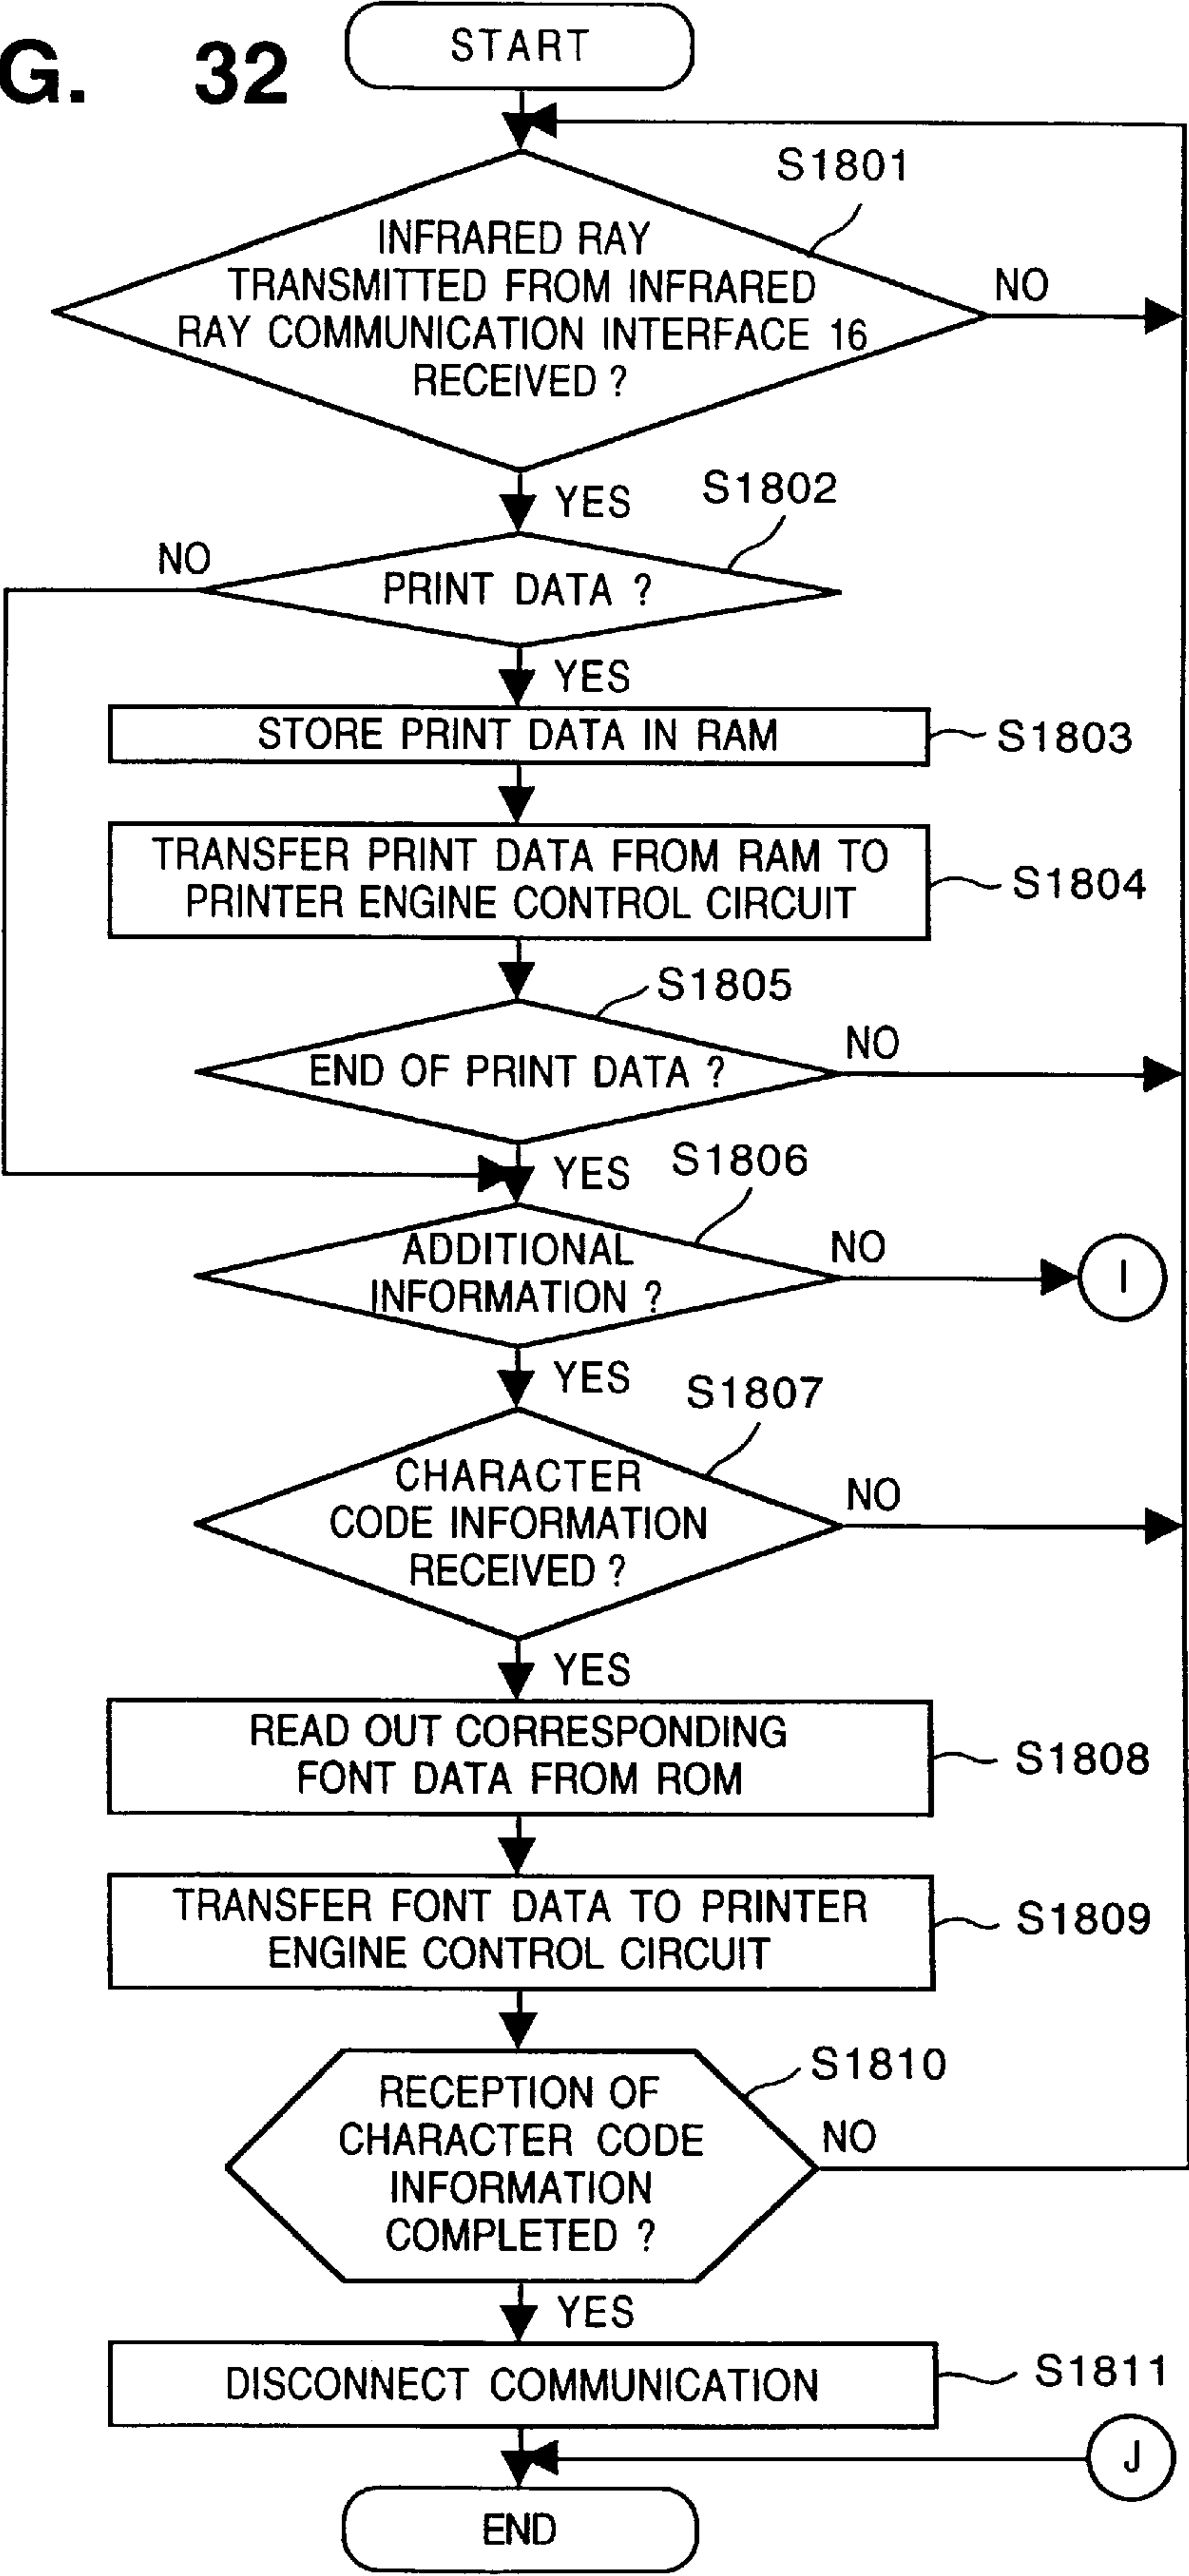 G. 32
START
S1801
INFRARED RAY
TRANSMITTED FROM INFRARED
RAY COMMUNICATION INTERFACE 16
RECEIVED ?
NO
YES
S1802
NO
PRINT DATA ?
YES
STORE PRINT DATA IN RAM
S1803
TRANSFER PRINT DATA FROM RAM TO
PRINTER ENGINE CONTROL CIRCUIT
S1804
S1805
END OF PRINT DATA ?
NO
YES
S1806
ADDITIONAL
INFORMATION ?
NO
I
YES
S1807
CHARACTER
CODE INFORMATION
RECEIVED ?
NO
YES
READ OUT CORRESPONDING
FONT DATA FROM ROM
S1808
TRANSFER FONT DATA TO PRINTER
ENGINE CONTROL CIRCUIT
S1809
S1810
RECEPTION OF
CHARACTER CODE
INFORMATION
COMPLETED ?
NO
YES
DISCONNECT COMMUNICATION
S1811
J
END